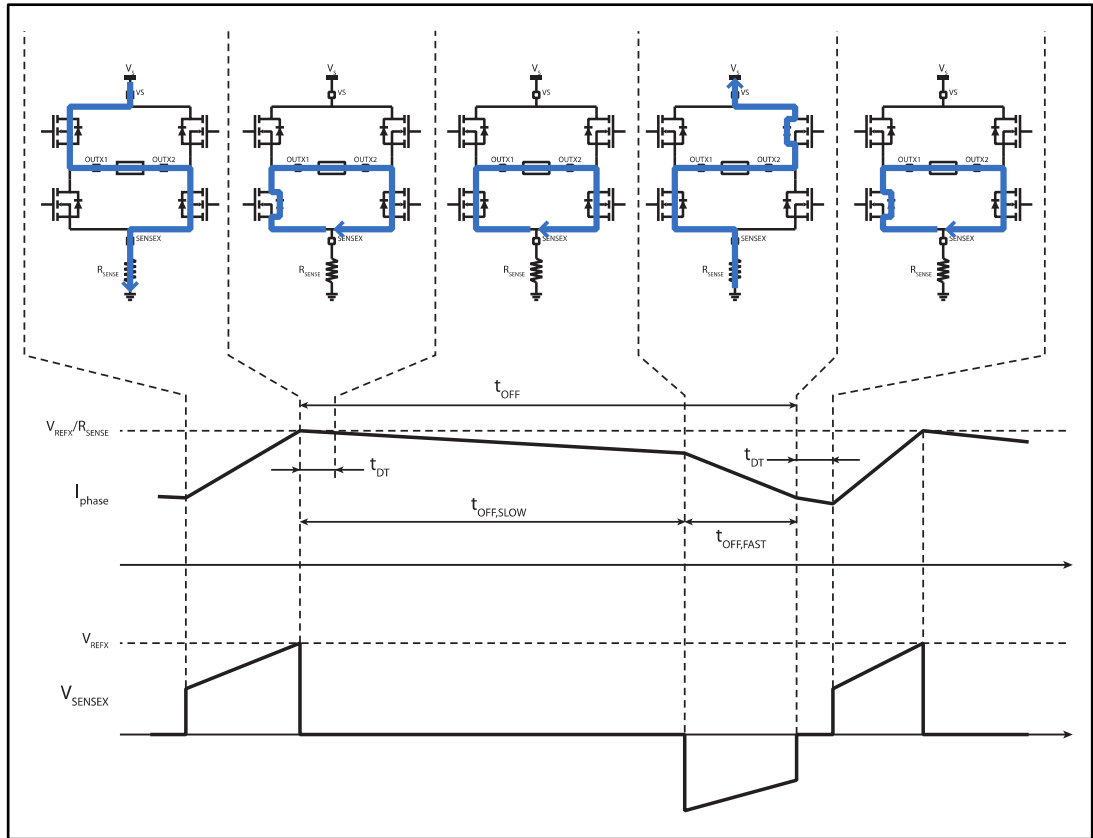 Vs Vs Vs Vs Vs
VS VS VS VS VS
OUTX1 OUTX2 OUTX1 OUTX2 OUTX1 OUTX2 OUTX1 OUTX2 OUTX1 OUTX2
SENSEX SENSEX SENSEX SENSEX SENSEX
RSENSE RSENSE RSENSE RSENSE RSENSE
tOFF
VREFX/RSENSE
tDT tDT
Iphase
tOFF,SLOW
tOFF,FAST
VREFX
VSENSEX